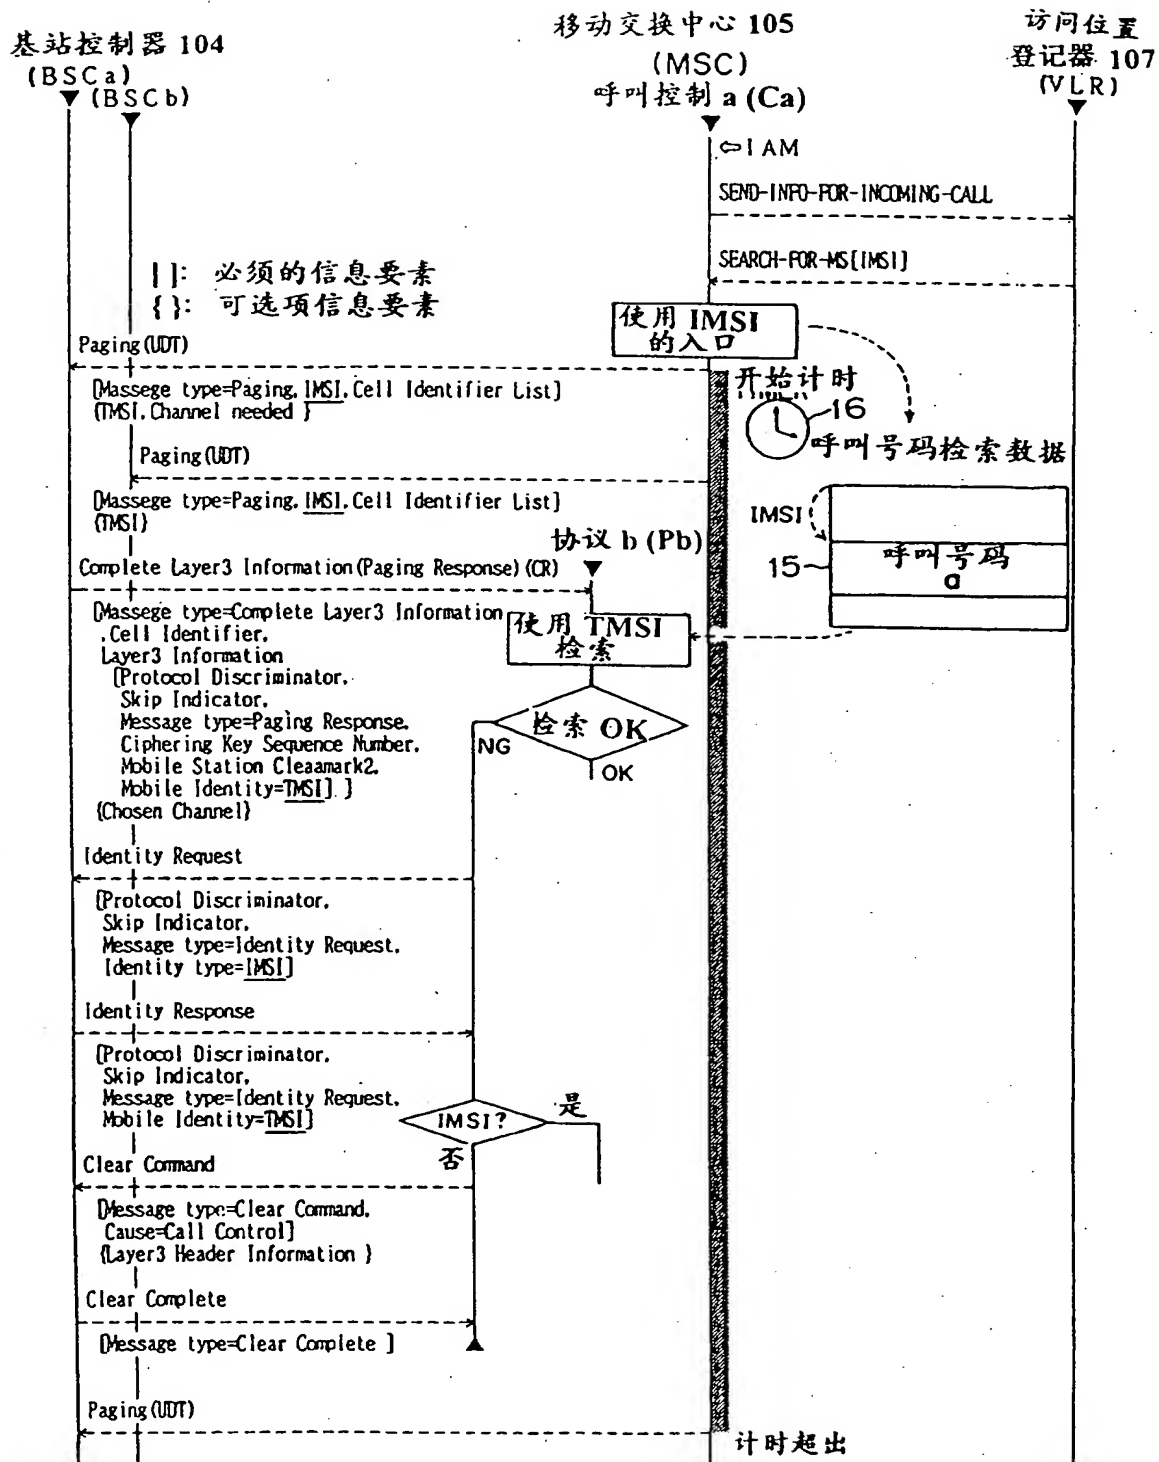 基站控制器 104
(BSCa)
(BSCb)
移动交换中心 105
(MSC)
呼叫控制 a (Ca)
访问位置
登记器 107
(VLR)
⇦IAM
SEND-INFO-FOR-INCOMING-CALL
SEARCH-FOR-MS[IMSI]
[ ]: 必须的信息要素
{ }: 可选项信息要素
使用 IMSI
的入口
Paging(UDT)
[Massege type=Paging, IMSI, Cell Identifier List]
{TMSI, Channel needed }
开始计时
16
呼叫号码检索数据
Paging(UDT)
[Massege type=Paging, IMSI, Cell Identifier List]
{TMSI}
IMSI
15
呼叫号码
a
协议 b (Pb)
Complete Layer3 Information(Paging Response)(CR)
[Massege type=Complete Layer3 Information
,Cell Identifier,
Layer3 Information
[Protocol Discriminator,
Skip Indicator,
Message type=Paging Response,
Ciphering Key Sequence Number,
Mobile Station Cleaamark2,
Mobile Identity=TMSI] ]
{Chosen Channel}
使用 TMSI
检索
检索 OK
NG
OK
Identity Request
[Protocol Discriminator,
Skip Indicator,
Message type=Identity Request,
Identity type=IMSI]
Identity Response
[Protocol Discriminator,
Skip Indicator,
Message type=Identity Request,
Mobile Identity=TMSI]
IMSI?
是
否
Clear Command
[Message type=Clear Command,
Cause=Call Control]
{Layer3 Header Information }
Clear Complete
[Message type=Clear Complete ]
Paging(UDT)
计时超出